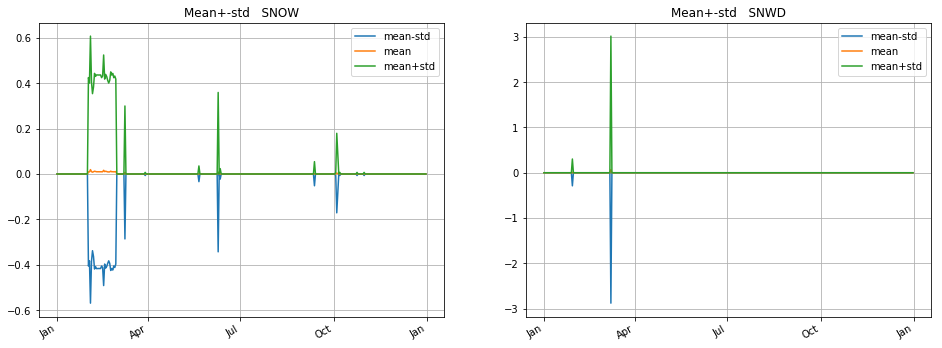 Mean+-std   SNOW
mean-std
mean
mean+std
0.6
0.4
0.2
0.0
−0.2
−0.4
−0.6
Jan
Apr
Jul
Oct
Jan
Mean+-std   SNWD
mean-std
mean
mean+std
3
2
1
0
−1
−2
−3
Jan
Apr
Jul
Oct
Jan